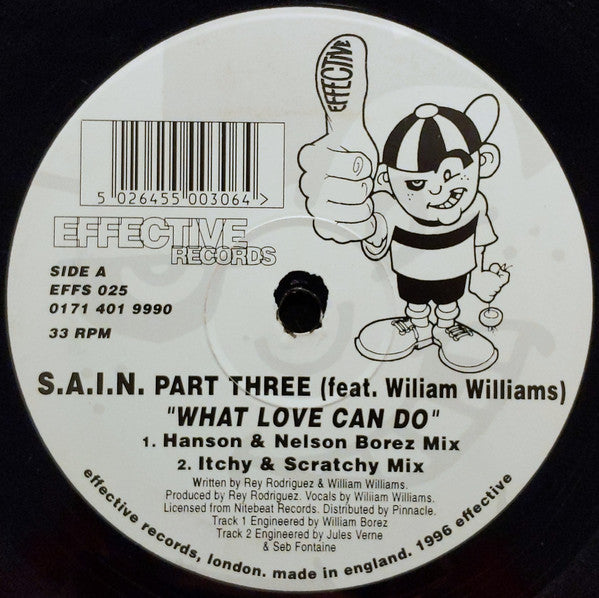 EFFECTIVE
5 026455 003064 >
EFFECTIVE
RECORDS
SIDE A
EFFS 025
0171 401 9990
33 RPM
S.A.I.N. PART THREE (feat. Wiliam Williams)
"WHAT LOVE CAN DO"
1. Hanson & Nelson Borez Mix
2. Itchy & Scratchy Mix
Written by Rey Rodriguez & William Williams.
Produced by Rey Rodriguez. Vocals by Wiliiam Williams.
Licensed from Nitebeat Records. Distributed by Pinnacle.
Track 1 Engineered by William Borez
Track 2 Engineered by Jules Verne
& Seb Fontaine
effective records, london. made in england. 1996 effective